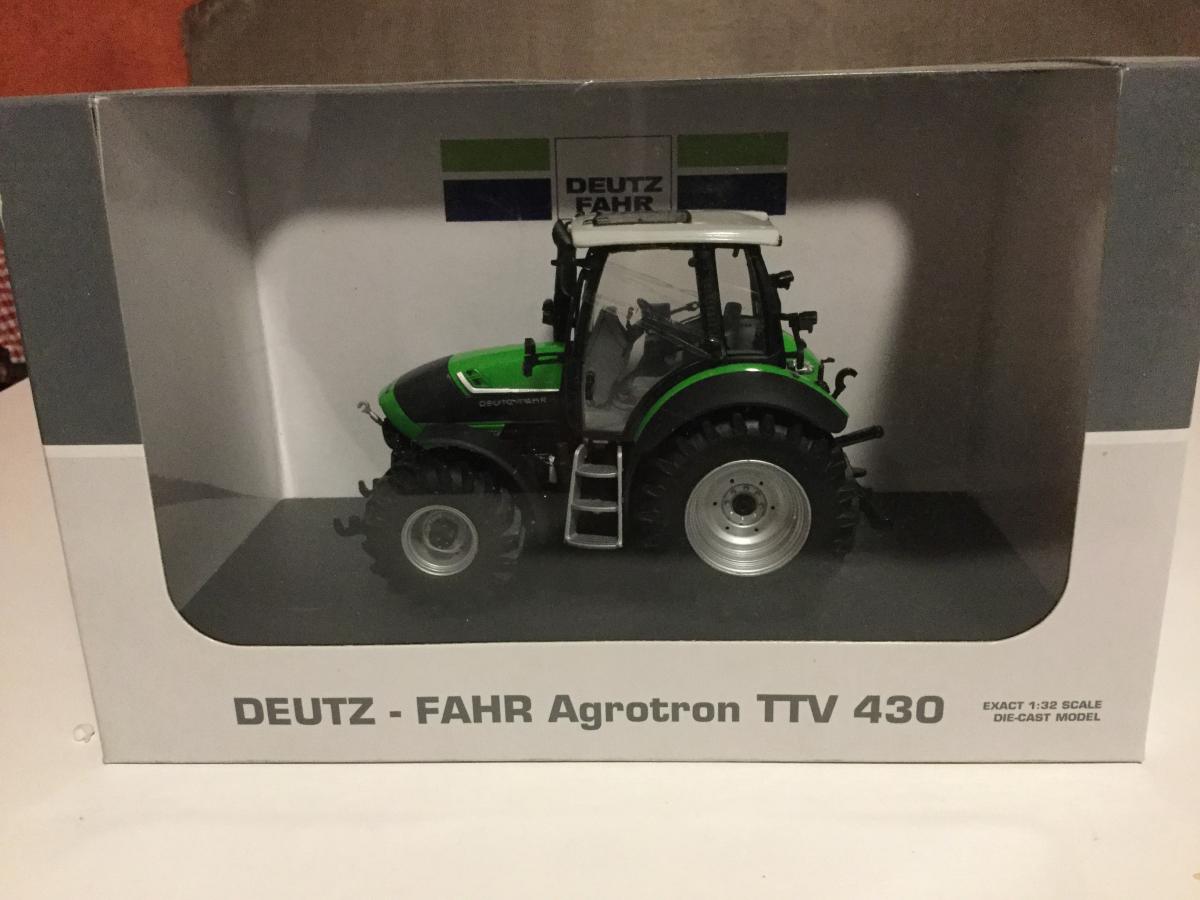 DEUTZ
FAHR
DEUTZ-FAHR
DEUTZ - FAHR Agrotron TTV 430
EXACT 1:32 SCALE
DIE-CAST MODEL